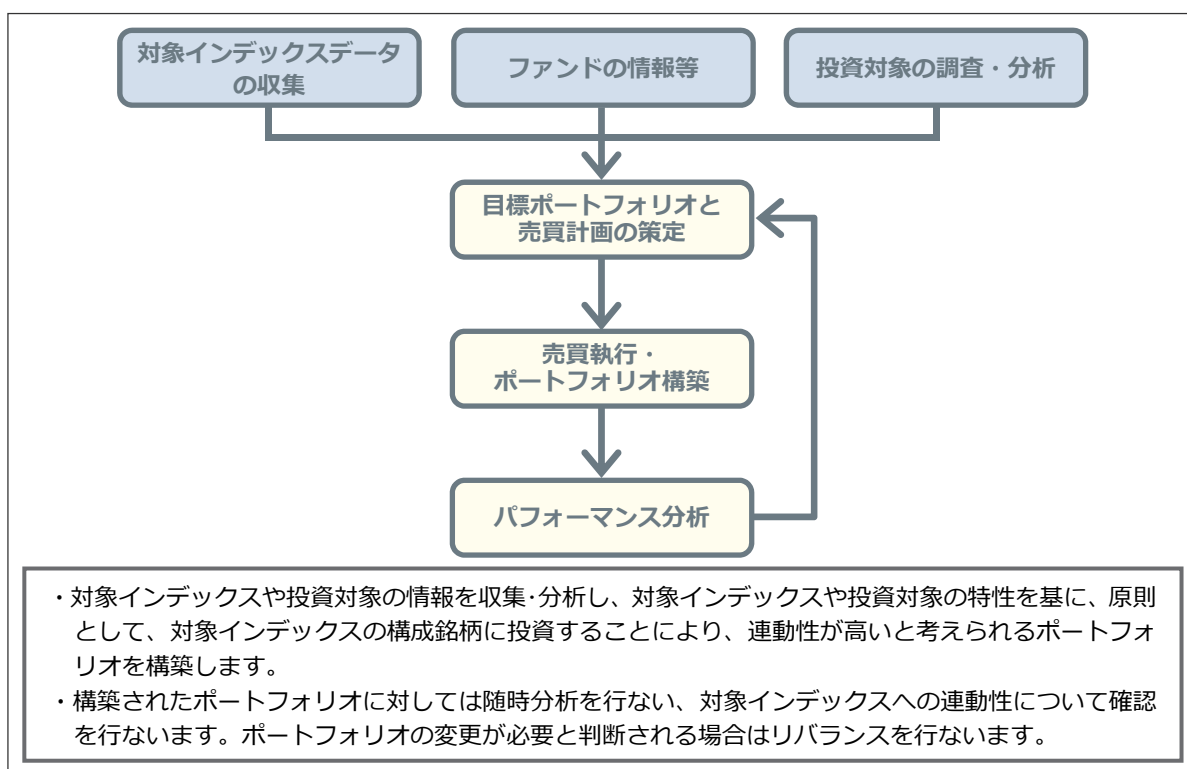 対象インデックスデータ
の収集
ファンドの情報等
投資対象の調査・分析
目標ポートフォリオと
売買計画の策定
売買執行・
ポートフォリオ構築
パフォーマンス分析
・対象インデックスや投資対象の情報を収集･分析し、対象インデックスや投資対象の特性を基に、原則
として、対象インデックスの構成銘柄に投資することにより、連動性が高いと考えられるポートフォ
リオを構築します。
・構築されたポートフォリオに対しては随時分析を行ない、対象インデックスへの連動性について確認
を行ないます。ポートフォリオの変更が必要と判断される場合はリバランスを行ないます。